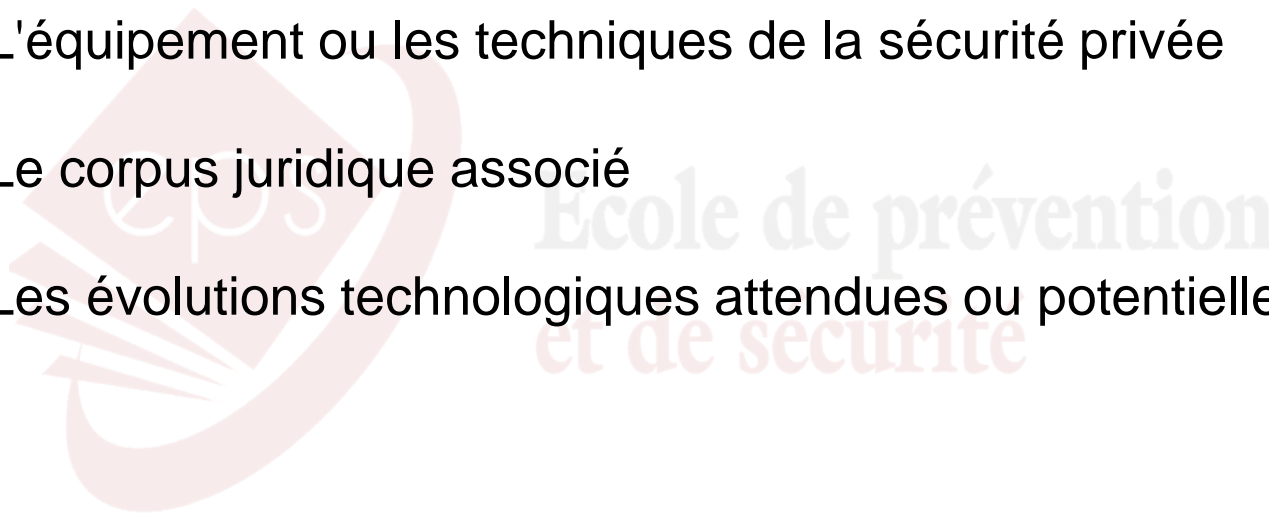 L'équipement ou les techniques de la sécurité privée
Le corpus juridique associé
Les évolutions technologiques attendues ou potentielle
eps
Ecole de prévention
et de sécurité